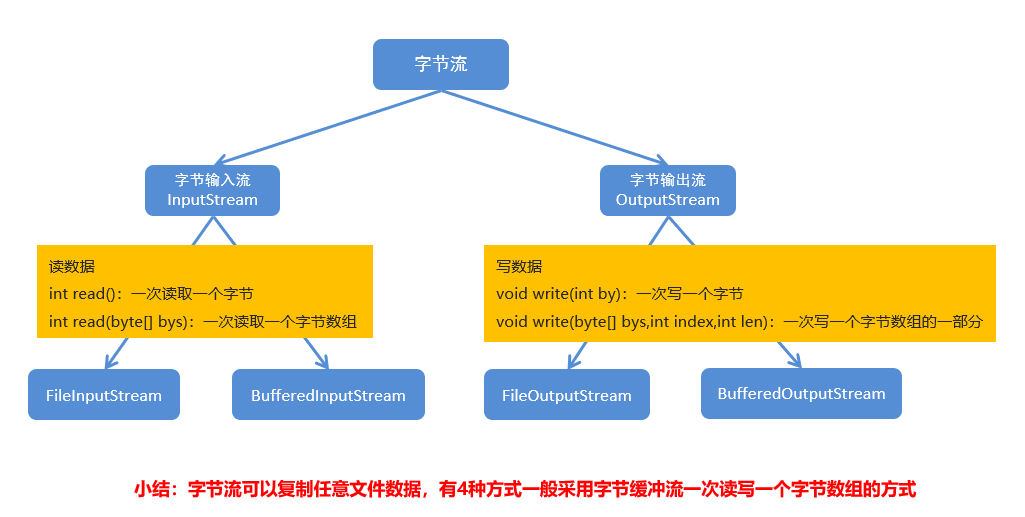 字节流
字节输入流
InputStream
字节输出流
OutputStream
读数据
int read()：一次读取一个字节
int read(byte[] bys)：一次读取一个字节数组
写数据
void write(int by)：一次写一个字节
void write(byte[] bys,int index,int len)：一次写一个字节数组的一部分
FileInputStream
BufferedInputStream
FileOutputStream
BufferedOutputStream
小结：字节流可以复制任意文件数据，有4种方式一般采用字节缓冲流一次读写一个字节数组的方式